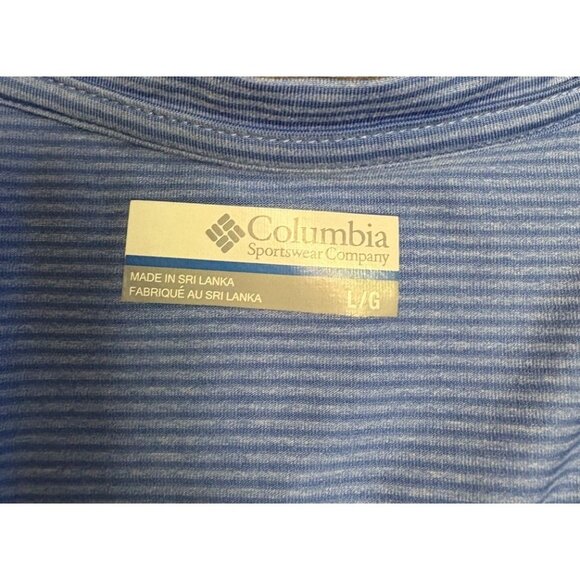 Columbia
Sportswear Company
MADE IN SRI LANKA
FABRIQUÉ AU SRI LANKA
L/G